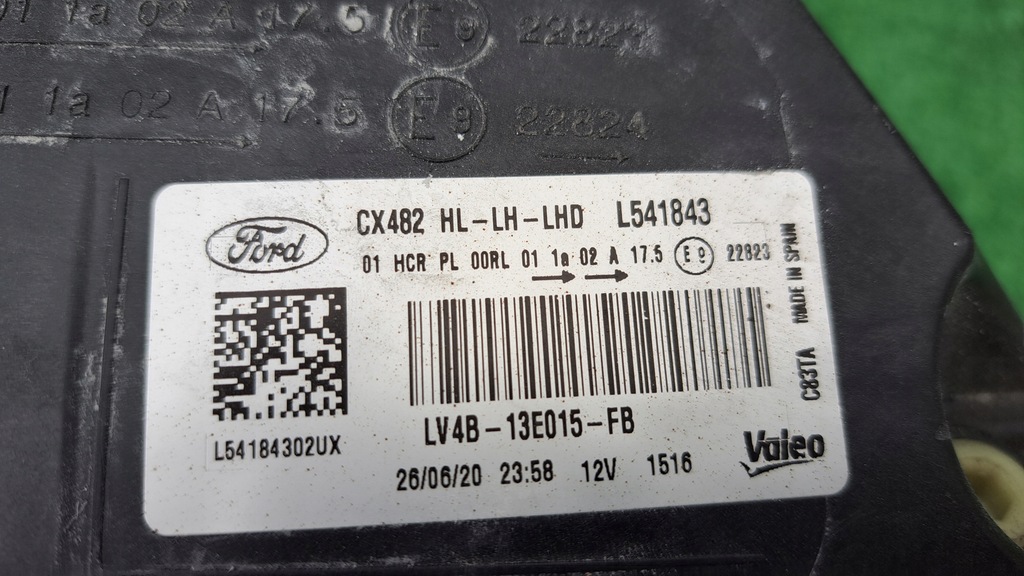 1a 02 A 17.5 E 9 22823
1 1a 02 A 17.5 E 9 22824
Ford
CX482 HL-LH-LHD L541843
01 HCR PL 00RL 01 1a 02 A 17.5 E 9 22823
MADE IN SPAIN
C83TA
L54184302UX
LV4B-13E015-FB
26/06/20 23:58 12V 1516
Valeo